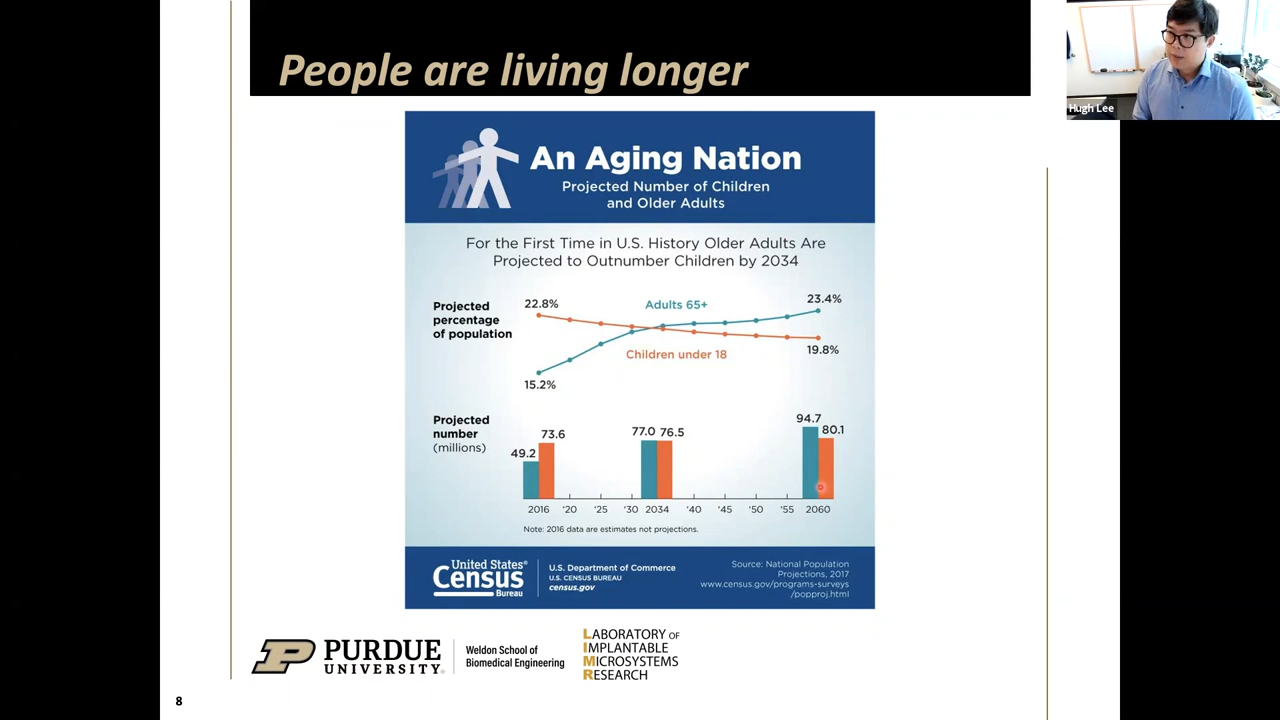 People are living longer
Hugh Lee
An Aging Nation
Projected Number of Children
and Older Adults
For the First Time in U.S. History Older Adults Are
Projected to Outnumber Children by 2034
Projected
percentage
of population
22.8%
Adults 65+
23.4%
15.2%
Children under 18
19.8%
Projected
number
(millions)
49.2
73.6
77.0 76.5
94.7
80.1
2016 '20 '25 '30 2034 '40 '45 '50 '55 2060
Note: 2016 data are estimates not projections.
United States®
Census
Bureau
U.S. Department of Commerce
U.S. CENSUS BUREAU
census.gov
Source: National Population
Projections, 2017
www.census.gov/programs-surveys
/popproj.html
P PURDUE
UNIVERSITY®
Weldon School of
Biomedical Engineering
LABORATORY OF
IMPLANTABLE
MICROSYSTEMS
RESEARCH
8